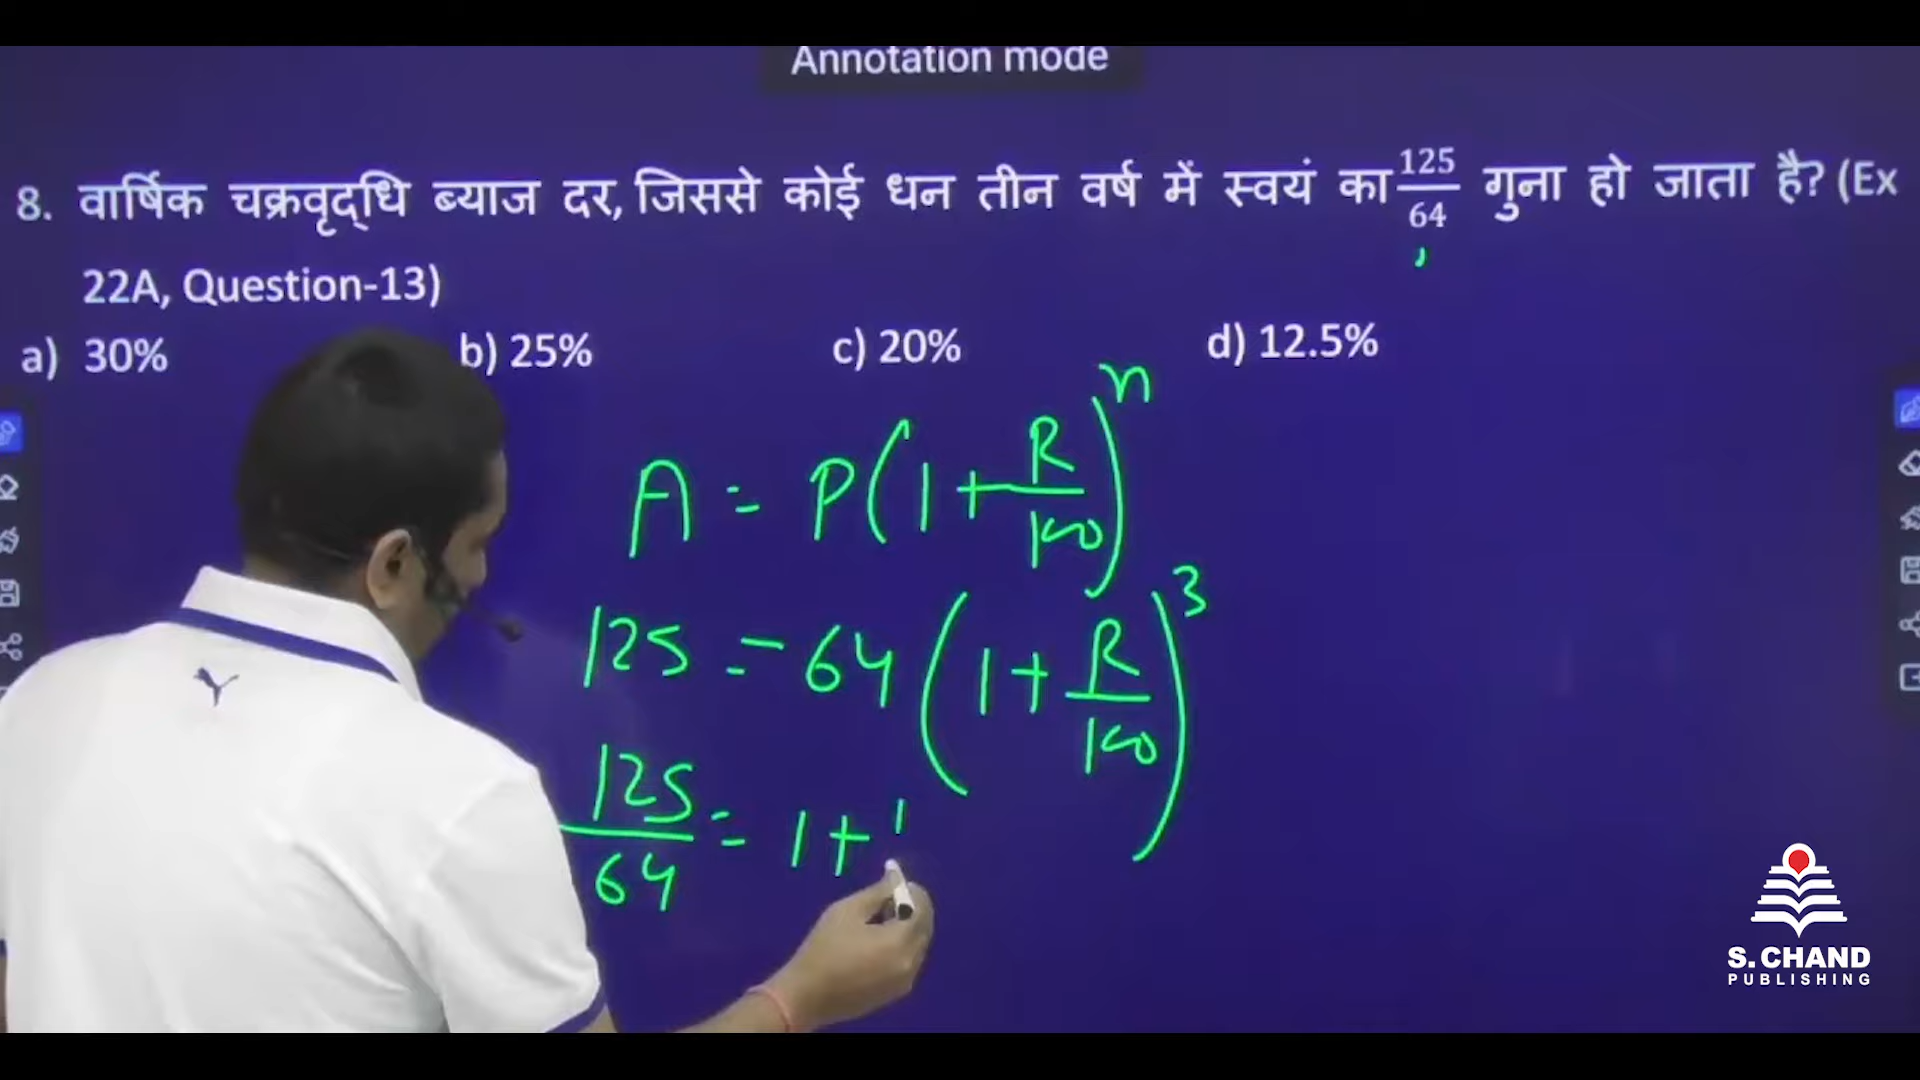 Annotation mode
8. वार्षिक चक्रवृद्धि ब्याज दर, जिससे कोई धन तीन वर्ष में स्वयं का 125/64 गुना हो जाता है? (Ex
22A, Question-13)
a) 30% b) 25% c) 20% d) 12.5%
A = P(1 + R/100)^n
125 = 64(1 + R/100)^3
125/64 = 1 +
S. CHAND
PUBLISHING